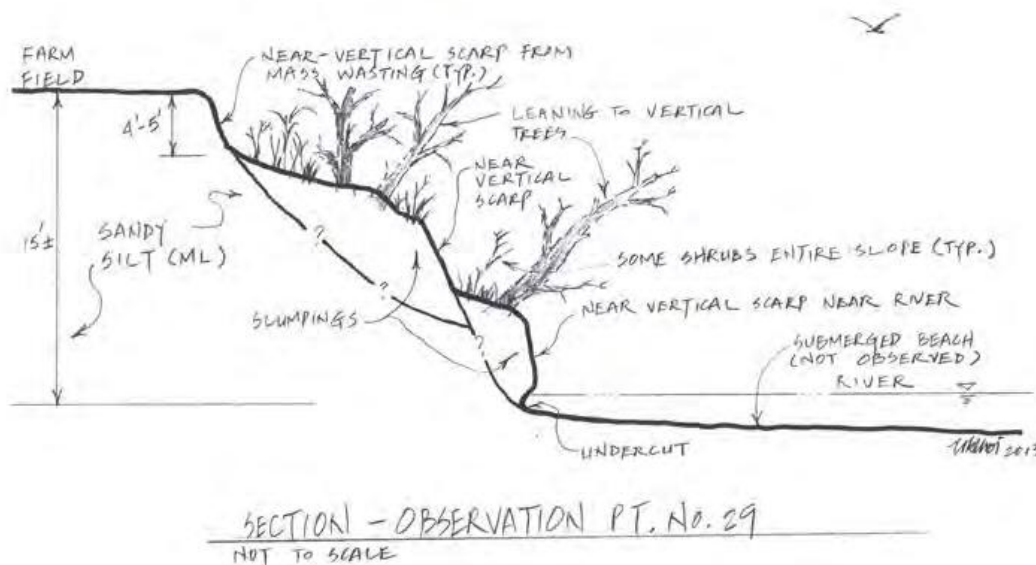 FARM
FIELD
NEAR-VERTICAL SCARP FROM
MASS WASTING (TYP.)
4'-5'
LEANING TO VERTICAL
TREES
NEAR
VERTICAL
SCARP
15'±
SANDY
SILT (ML)
?
?
?
?
SOME SHRUBS ENTIRE SLOPE (TYP.)
SLUMPINGS
NEAR VERTICAL SCARP NEAR RIVER
SUBMERGED BEACH
(NOT OBSERVED)
RIVER
UNDERCUT
2013
SECTION - OBSERVATION PT. NO. 29
NOT TO SCALE